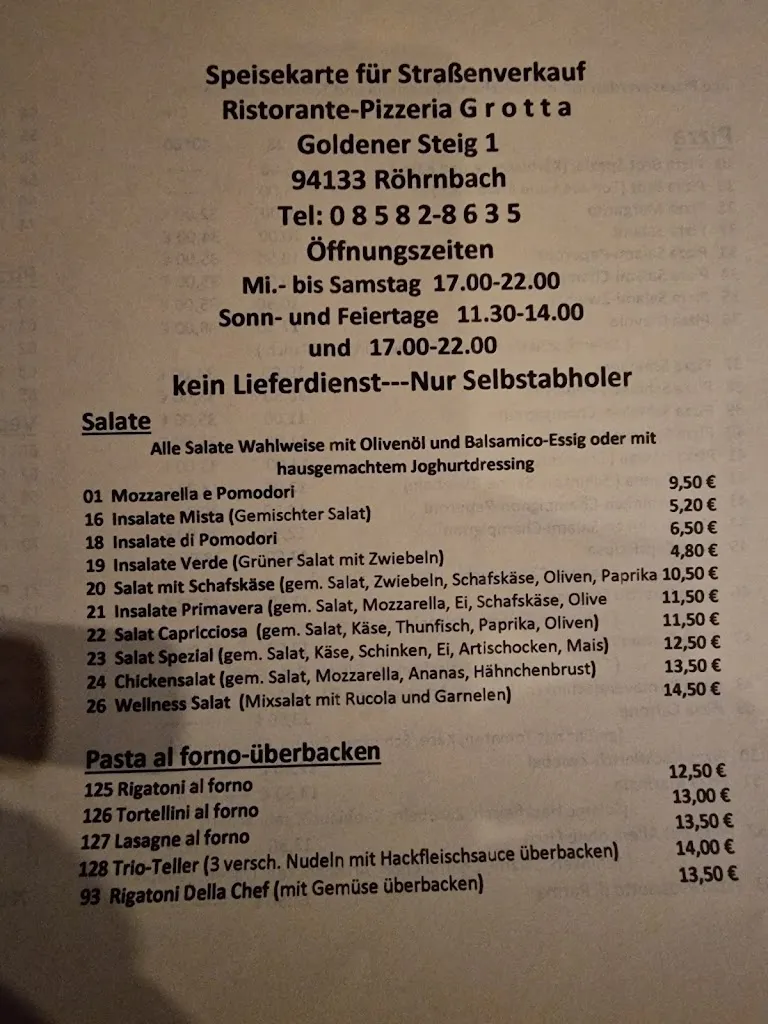 Speisekarte für Straßenverkauf
Ristorante-Pizzeria G r o t t a
Goldener Steig 1
94133 Röhrnbach
Tel: 0 8 5 8 2-8 6 3 5
Öffnungszeiten
Mi.- bis Samstag 17.00-22.00
Sonn- und Feiertage 11.30-14.00
und 17.00-22.00
kein Lieferdienst---Nur Selbstabholer
Salate
Alle Salate Wahlweise mit Olivenöl und Balsamico-Essig oder mit
hausgemachtem Joghurtdressing
01 Mozzarella e Pomodori 9,50 €
16 Insalate Mista (Gemischter Salat) 5,20 €
18 Insalate di Pomodori 6,50 €
19 Insalate Verde (Grüner Salat mit Zwiebeln) 4,80 €
20 Salat mit Schafskäse (gem. Salat, Zwiebeln, Schafskäse, Oliven, Paprika 10,50 €
21 Insalate Primavera (gem. Salat, Mozzarella, Ei, Schafskäse, Olive 11,50 €
22 Salat Capricciosa (gem. Salat, Käse, Thunfisch, Paprika, Oliven) 11,50 €
23 Salat Spezial (gem. Salat, Käse, Schinken, Ei, Artischocken, Mais) 12,50 €
24 Chickensalat (gem. Salat, Mozzarella, Ananas, Hähnchenbrust) 13,50 €
26 Wellness Salat (Mixsalat mit Rucola und Garnelen) 14,50 €
Pasta al forno-überbacken
125 Rigatoni al forno 12,50 €
126 Tortellini al forno 13,00 €
127 Lasagne al forno 13,50 €
128 Trio-Teller (3 versch. Nudeln mit Hackfleischsauce überbacken) 14,00 €
93 Rigatoni Della Chef (mit Gemüse überbacken) 13,50 €